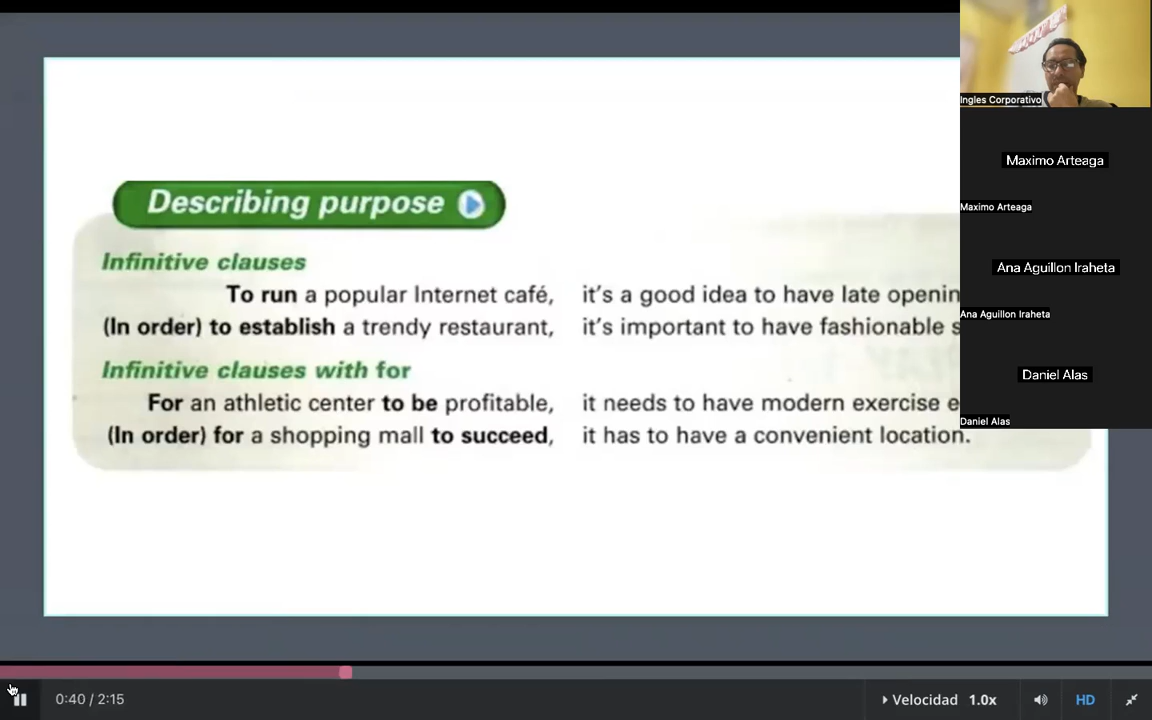 Describing purpose
Infinitive clauses
To run a popular Internet café, it's a good idea to have late openin
(In order) to establish a trendy restaurant, it's important to have fashionable s
Infinitive clauses with for
For an athletic center to be profitable, it needs to have modern exercise e
(In order) for a shopping mall to succeed, it has to have a convenient location.
Ingles Corporativo
Maximo Arteaga
Maximo Arteaga
Ana Aguillon Iraheta
Ana Aguillon Iraheta
Daniel Alas
Daniel Alas
0:40 / 2:15
Velocidad 1.0x
HD